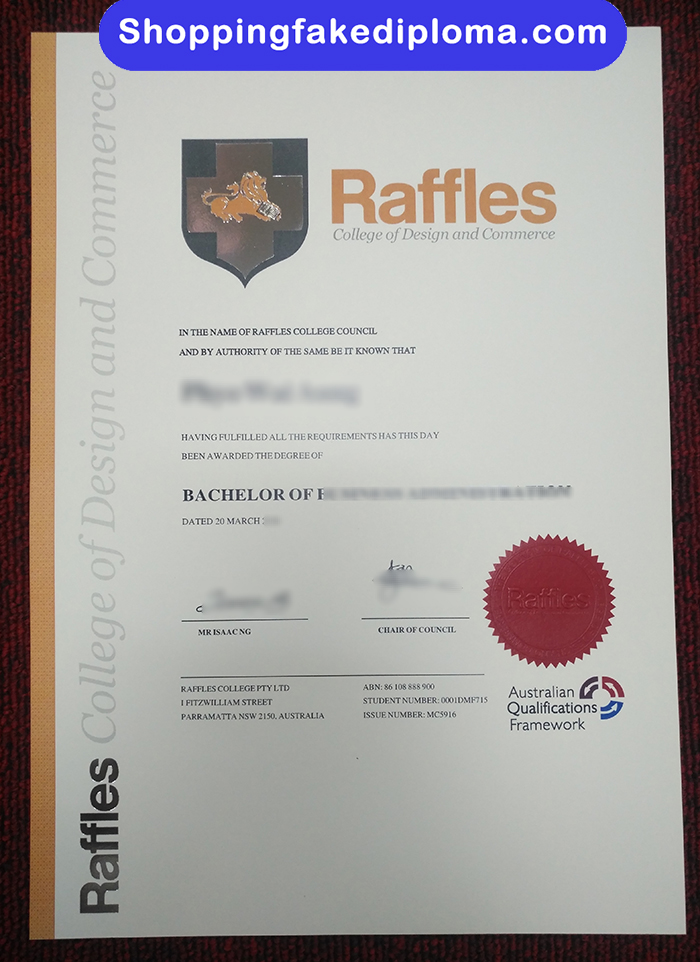 Shoppingfakediploma.com
Raffles College of Design and Commerce
Raffles
College of Design and Commerce
IN THE NAME OF RAFFLES COLLEGE COUNCIL
AND BY AUTHORITY OF THE SAME BE IT KNOWN THAT
HAVING FULFILLED ALL THE REQUIREMENTS HAS THIS DAY
BEEN AWARDED THE DEGREE OF
BACHELOR OF
DATED 20 MARCH
MR ISAAC NG
CHAIR OF COUNCIL
Raffles
RAFFLES COLLEGE PTY LTD
1 FITZWILLIAM STREET
PARRAMATTA NSW 2150, AUSTRALIA
ABN: 86 108 888 900
STUDENT NUMBER: 0001DMF715
ISSUE NUMBER: MC5916
Australian
Qualifications
Framework